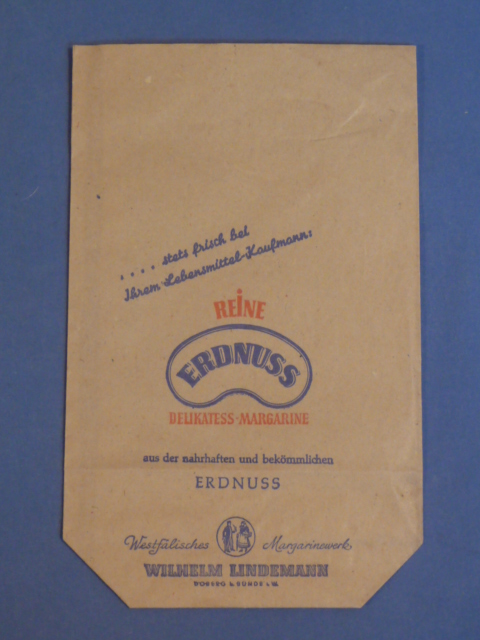 .... stets frisch bei
Ihrem Lebensmittel-Kaufmann:
REINE
ERDNUSS
DELIKATESS-MARGARINE
aus der nahrhaften und bekömmlichen
ERDNUSS
Westfälisches Margarinewerk
WILHELM LINDEMANN